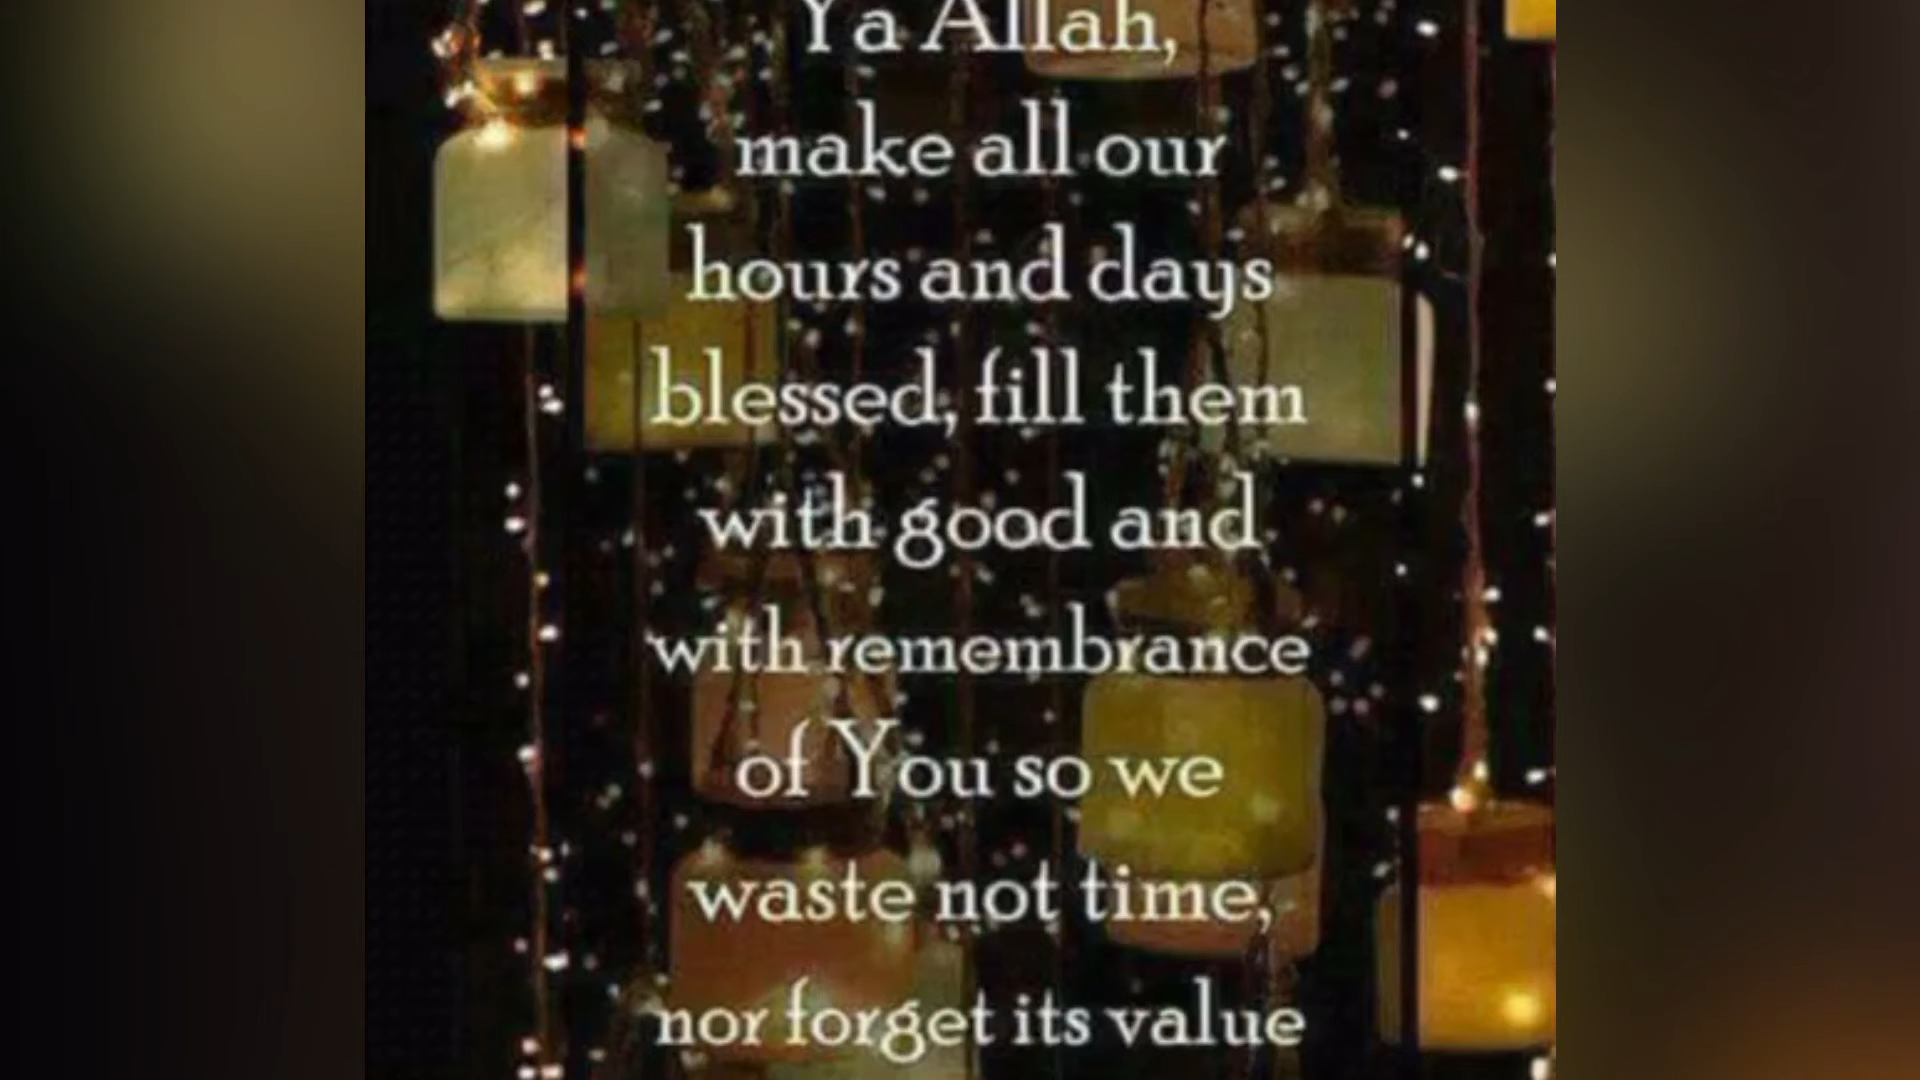 Ya Allah,
make all our
hours and days
blessed, fill them
with good and
with remembrance
of You so we
waste not time,
nor forget its value